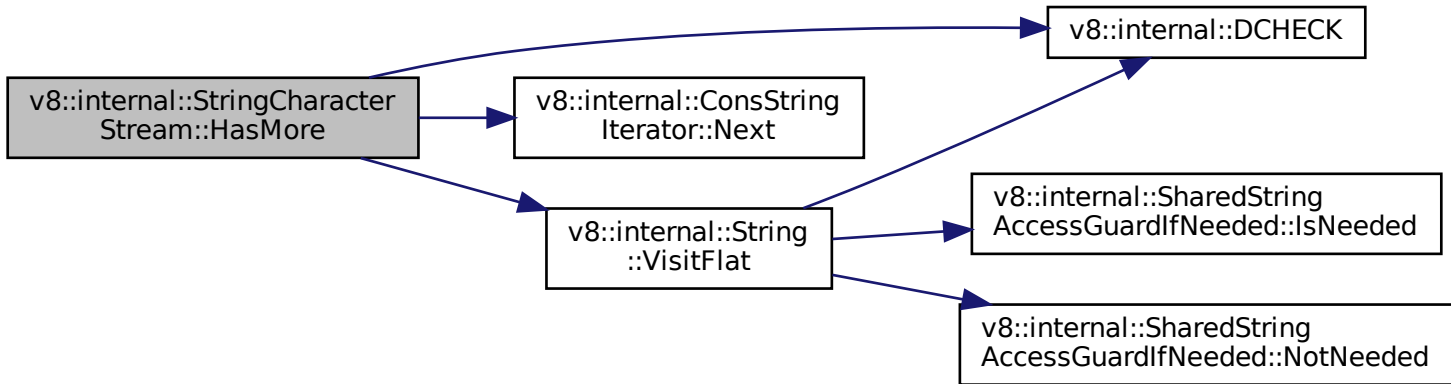 v8::internal::StringCharacter
Stream::HasMore
v8::internal::DCHECK
v8::internal::ConsString
Iterator::Next
v8::internal::String
::VisitFlat
v8::internal::SharedString
AccessGuardIfNeeded::IsNeeded
v8::internal::SharedString
AccessGuardIfNeeded::NotNeeded